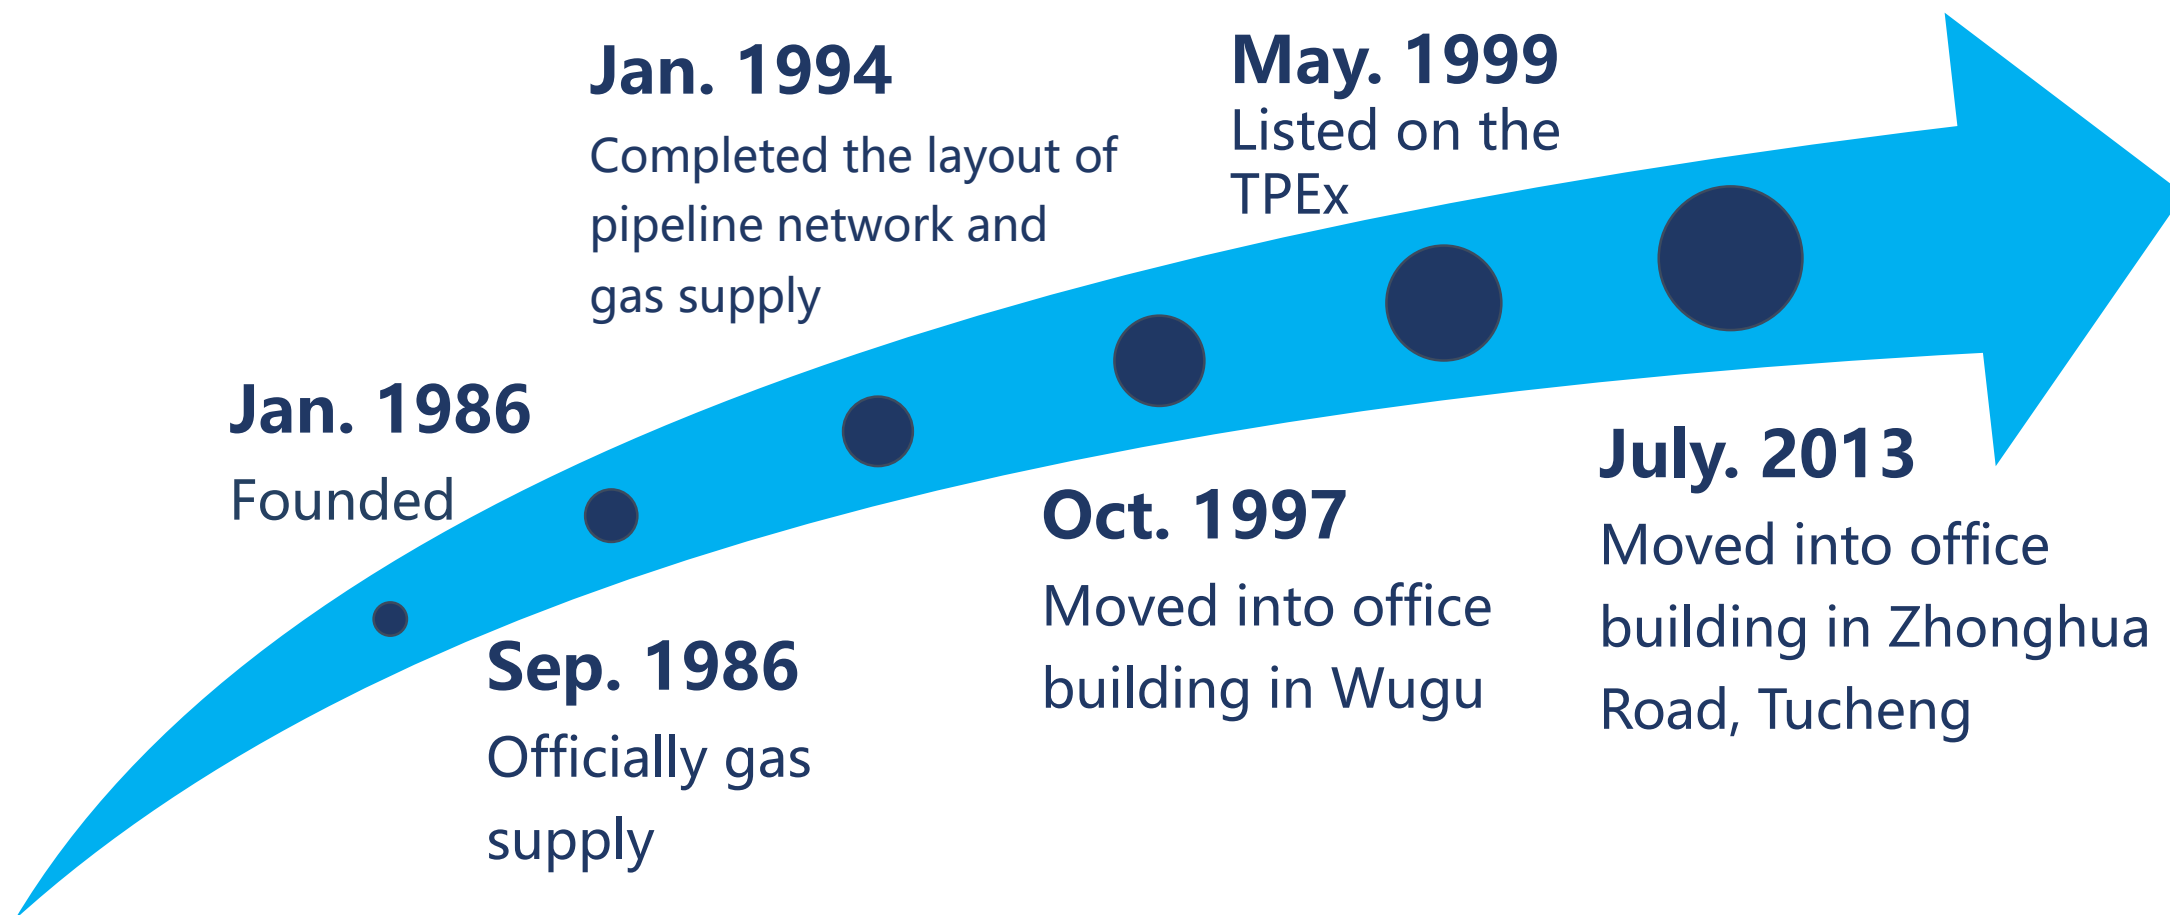 Jan. 1986
Founded
Sep. 1986
Officially gas
supply
Jan. 1994
Completed the layout of
pipeline network and
gas supply
Oct. 1997
Moved into office
building in Wugu
May. 1999
Listed on the
TPEx
July. 2013
Moved into office
building in Zhonghua
Road, Tucheng